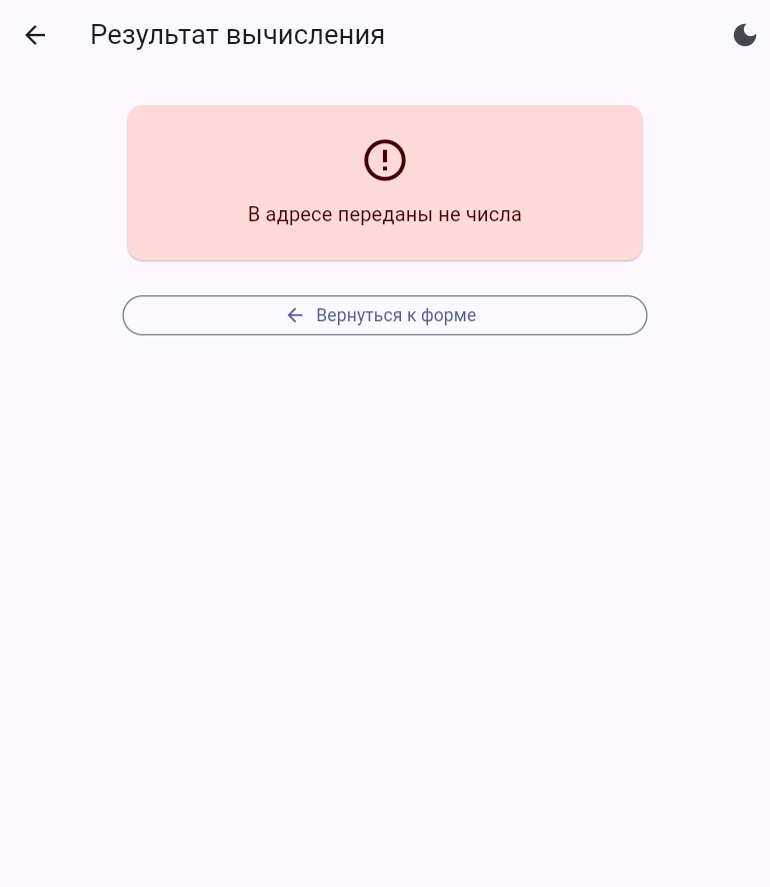 Результат вычисления
В адресе переданы не числа
Вернуться к форме